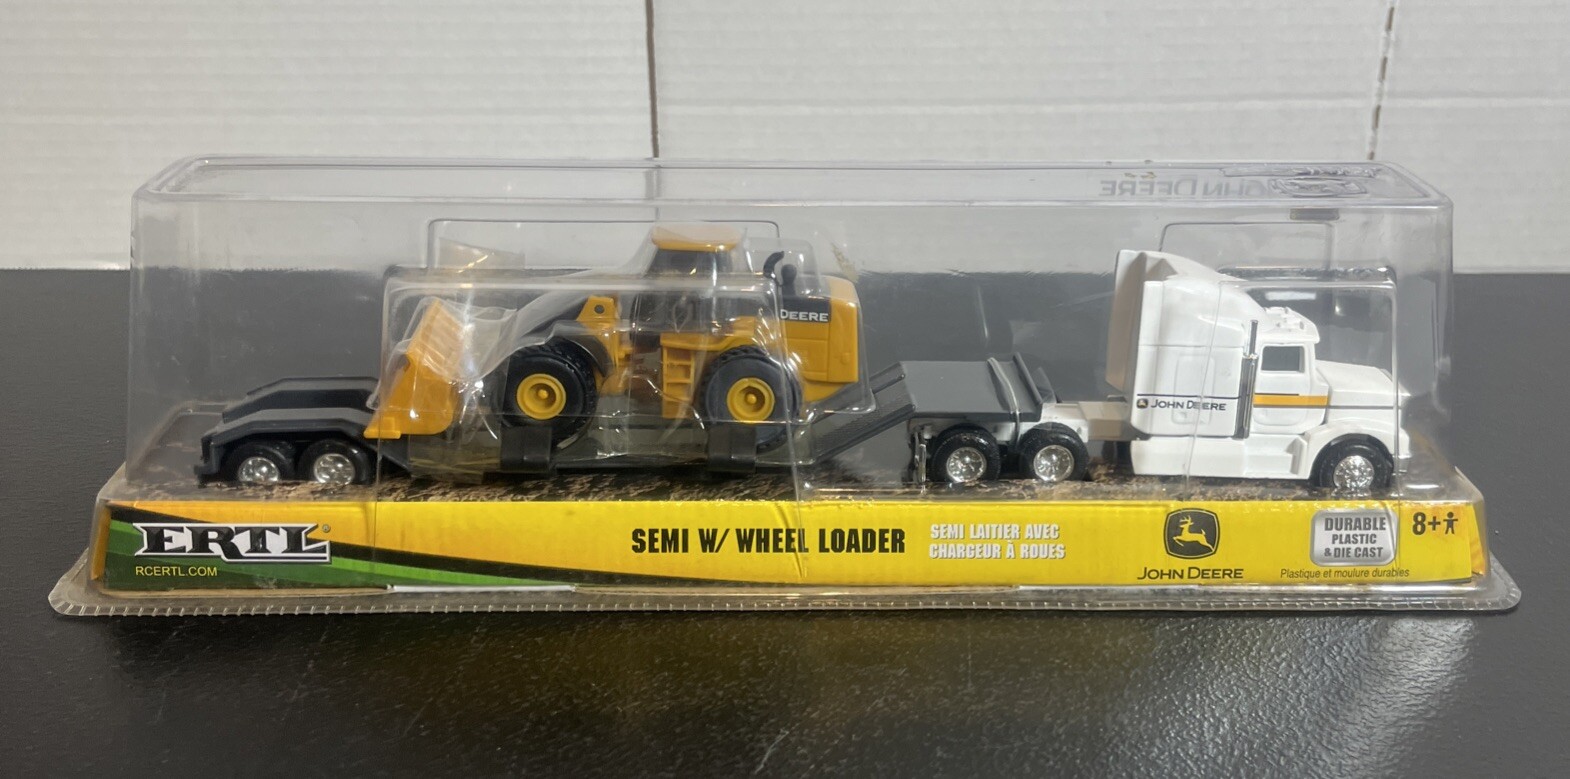 JOHN DEERE
DEERE
JOHN DEERE
ERTL®
RCERTL.COM
SEMI W/ WHEEL LOADER
SEMI LAITIER AVEC
CHARGEUR À ROUES
JOHN DEERE
DURABLE
PLASTIC
& DIE CAST
Plastique et moulure durables
8+